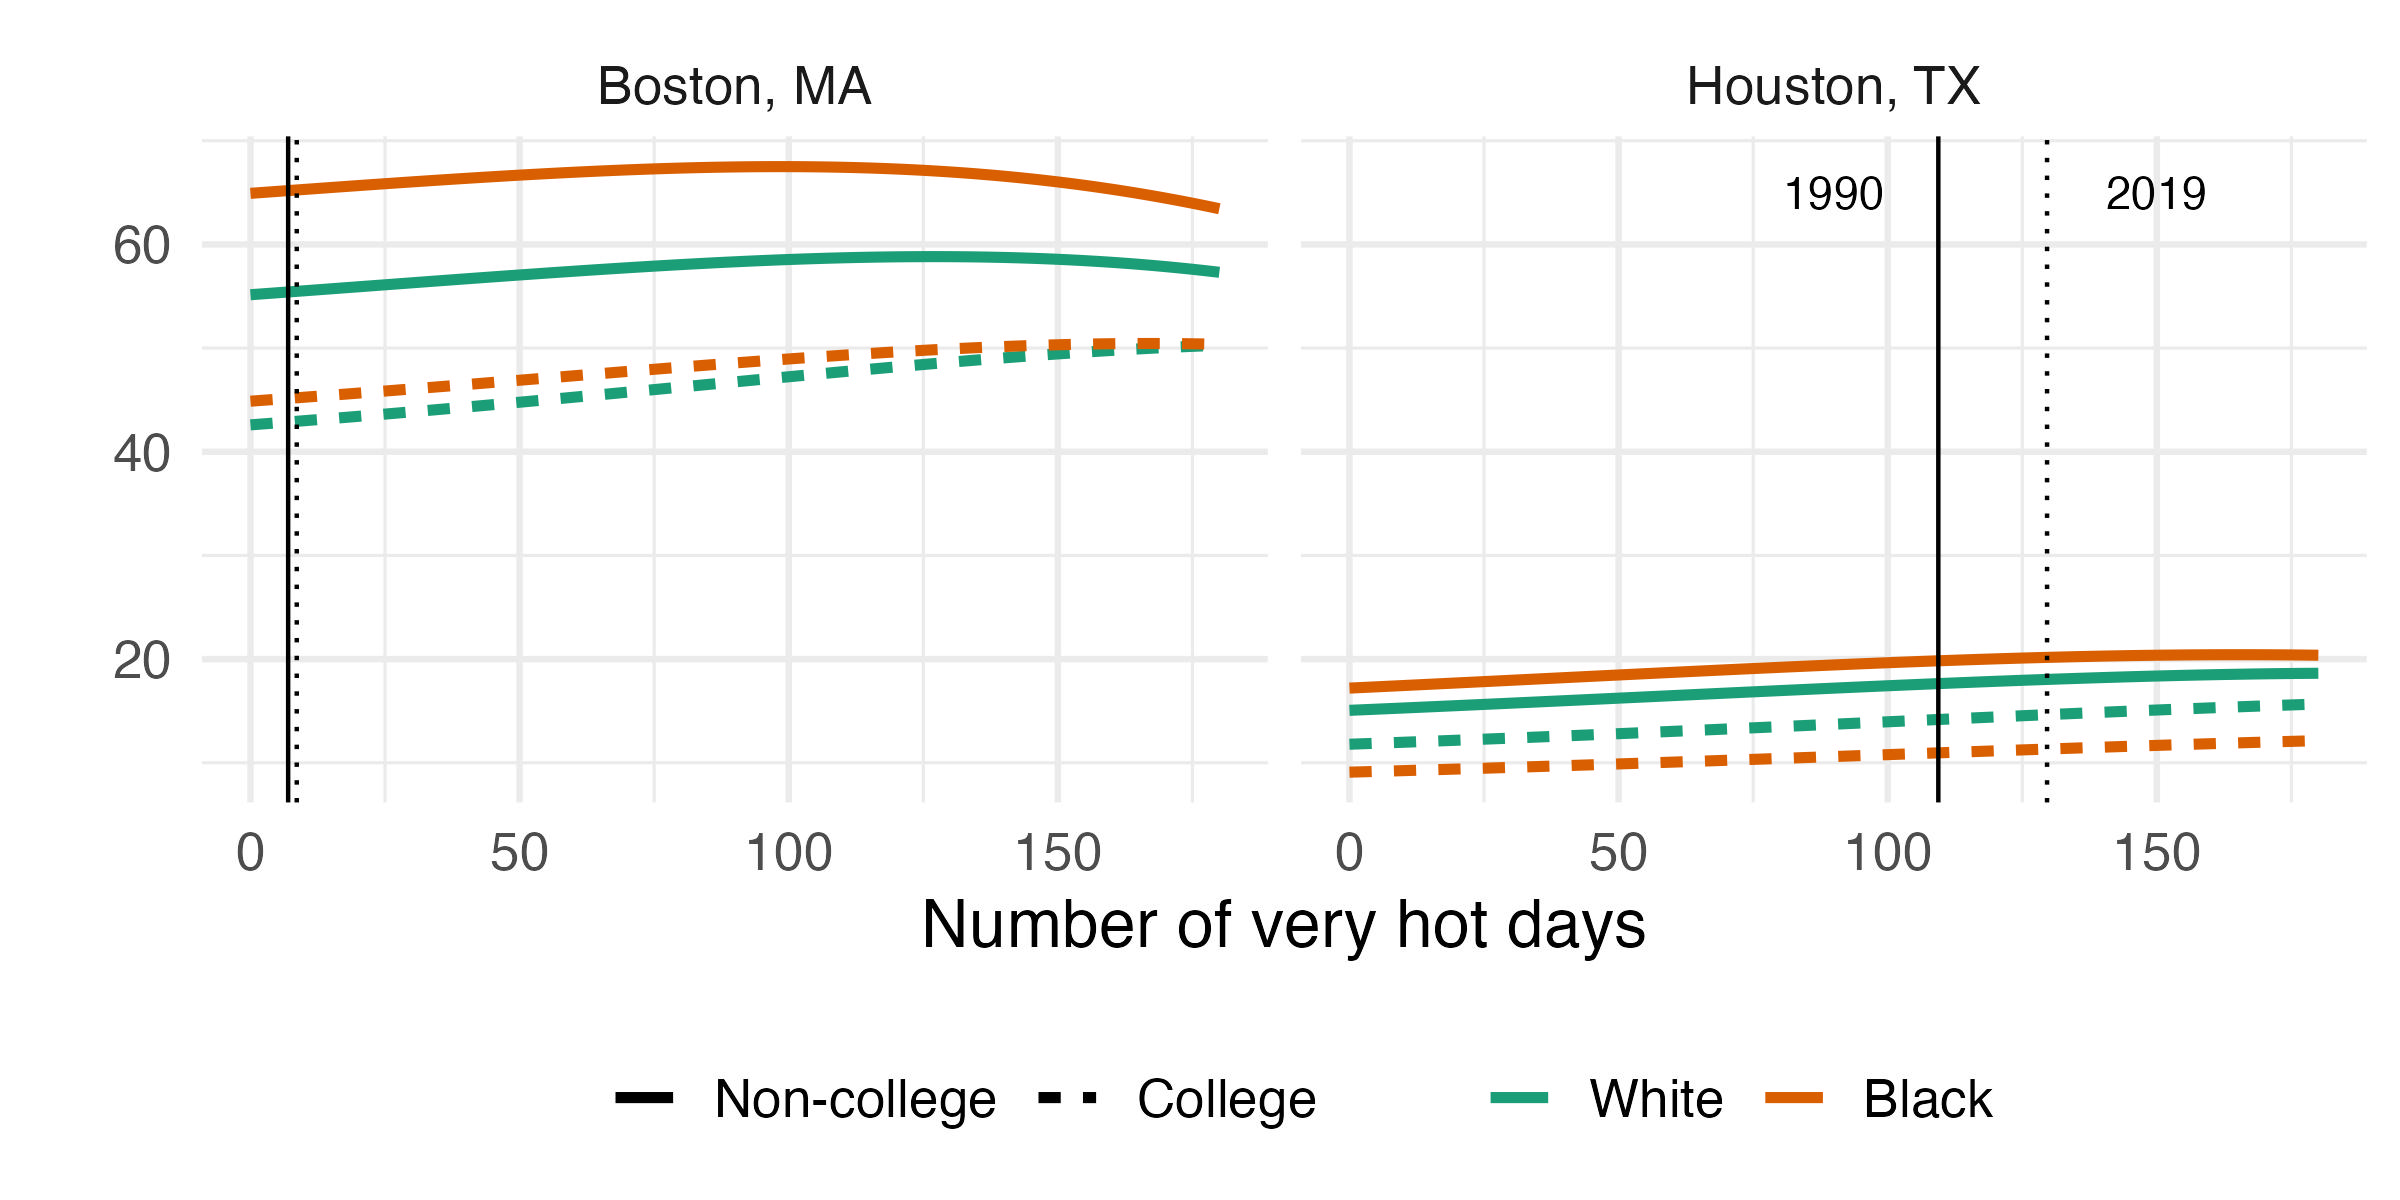 Boston, MA
Houston, TX
1990
2019
60
40
20
0 50 100 150
0 50 100 150
Number of very hot days
Non-college College White Black